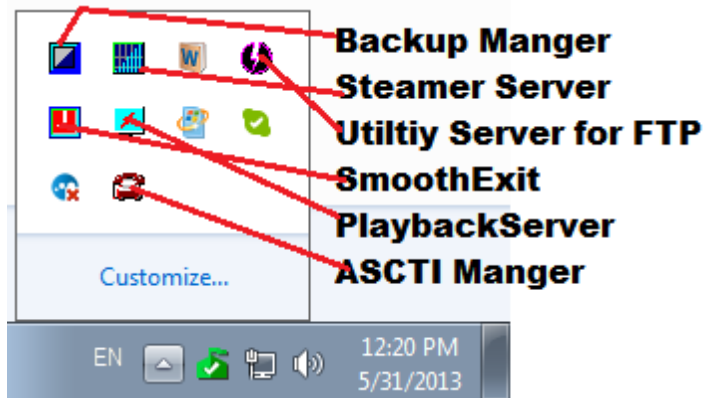 Backup Manger
Steamer Server
Utiltiy Server for FTP
SmoothExit
PlaybackServer
ASCTI Manger
W
Customize...
EN
12:20 PM
5/31/2013